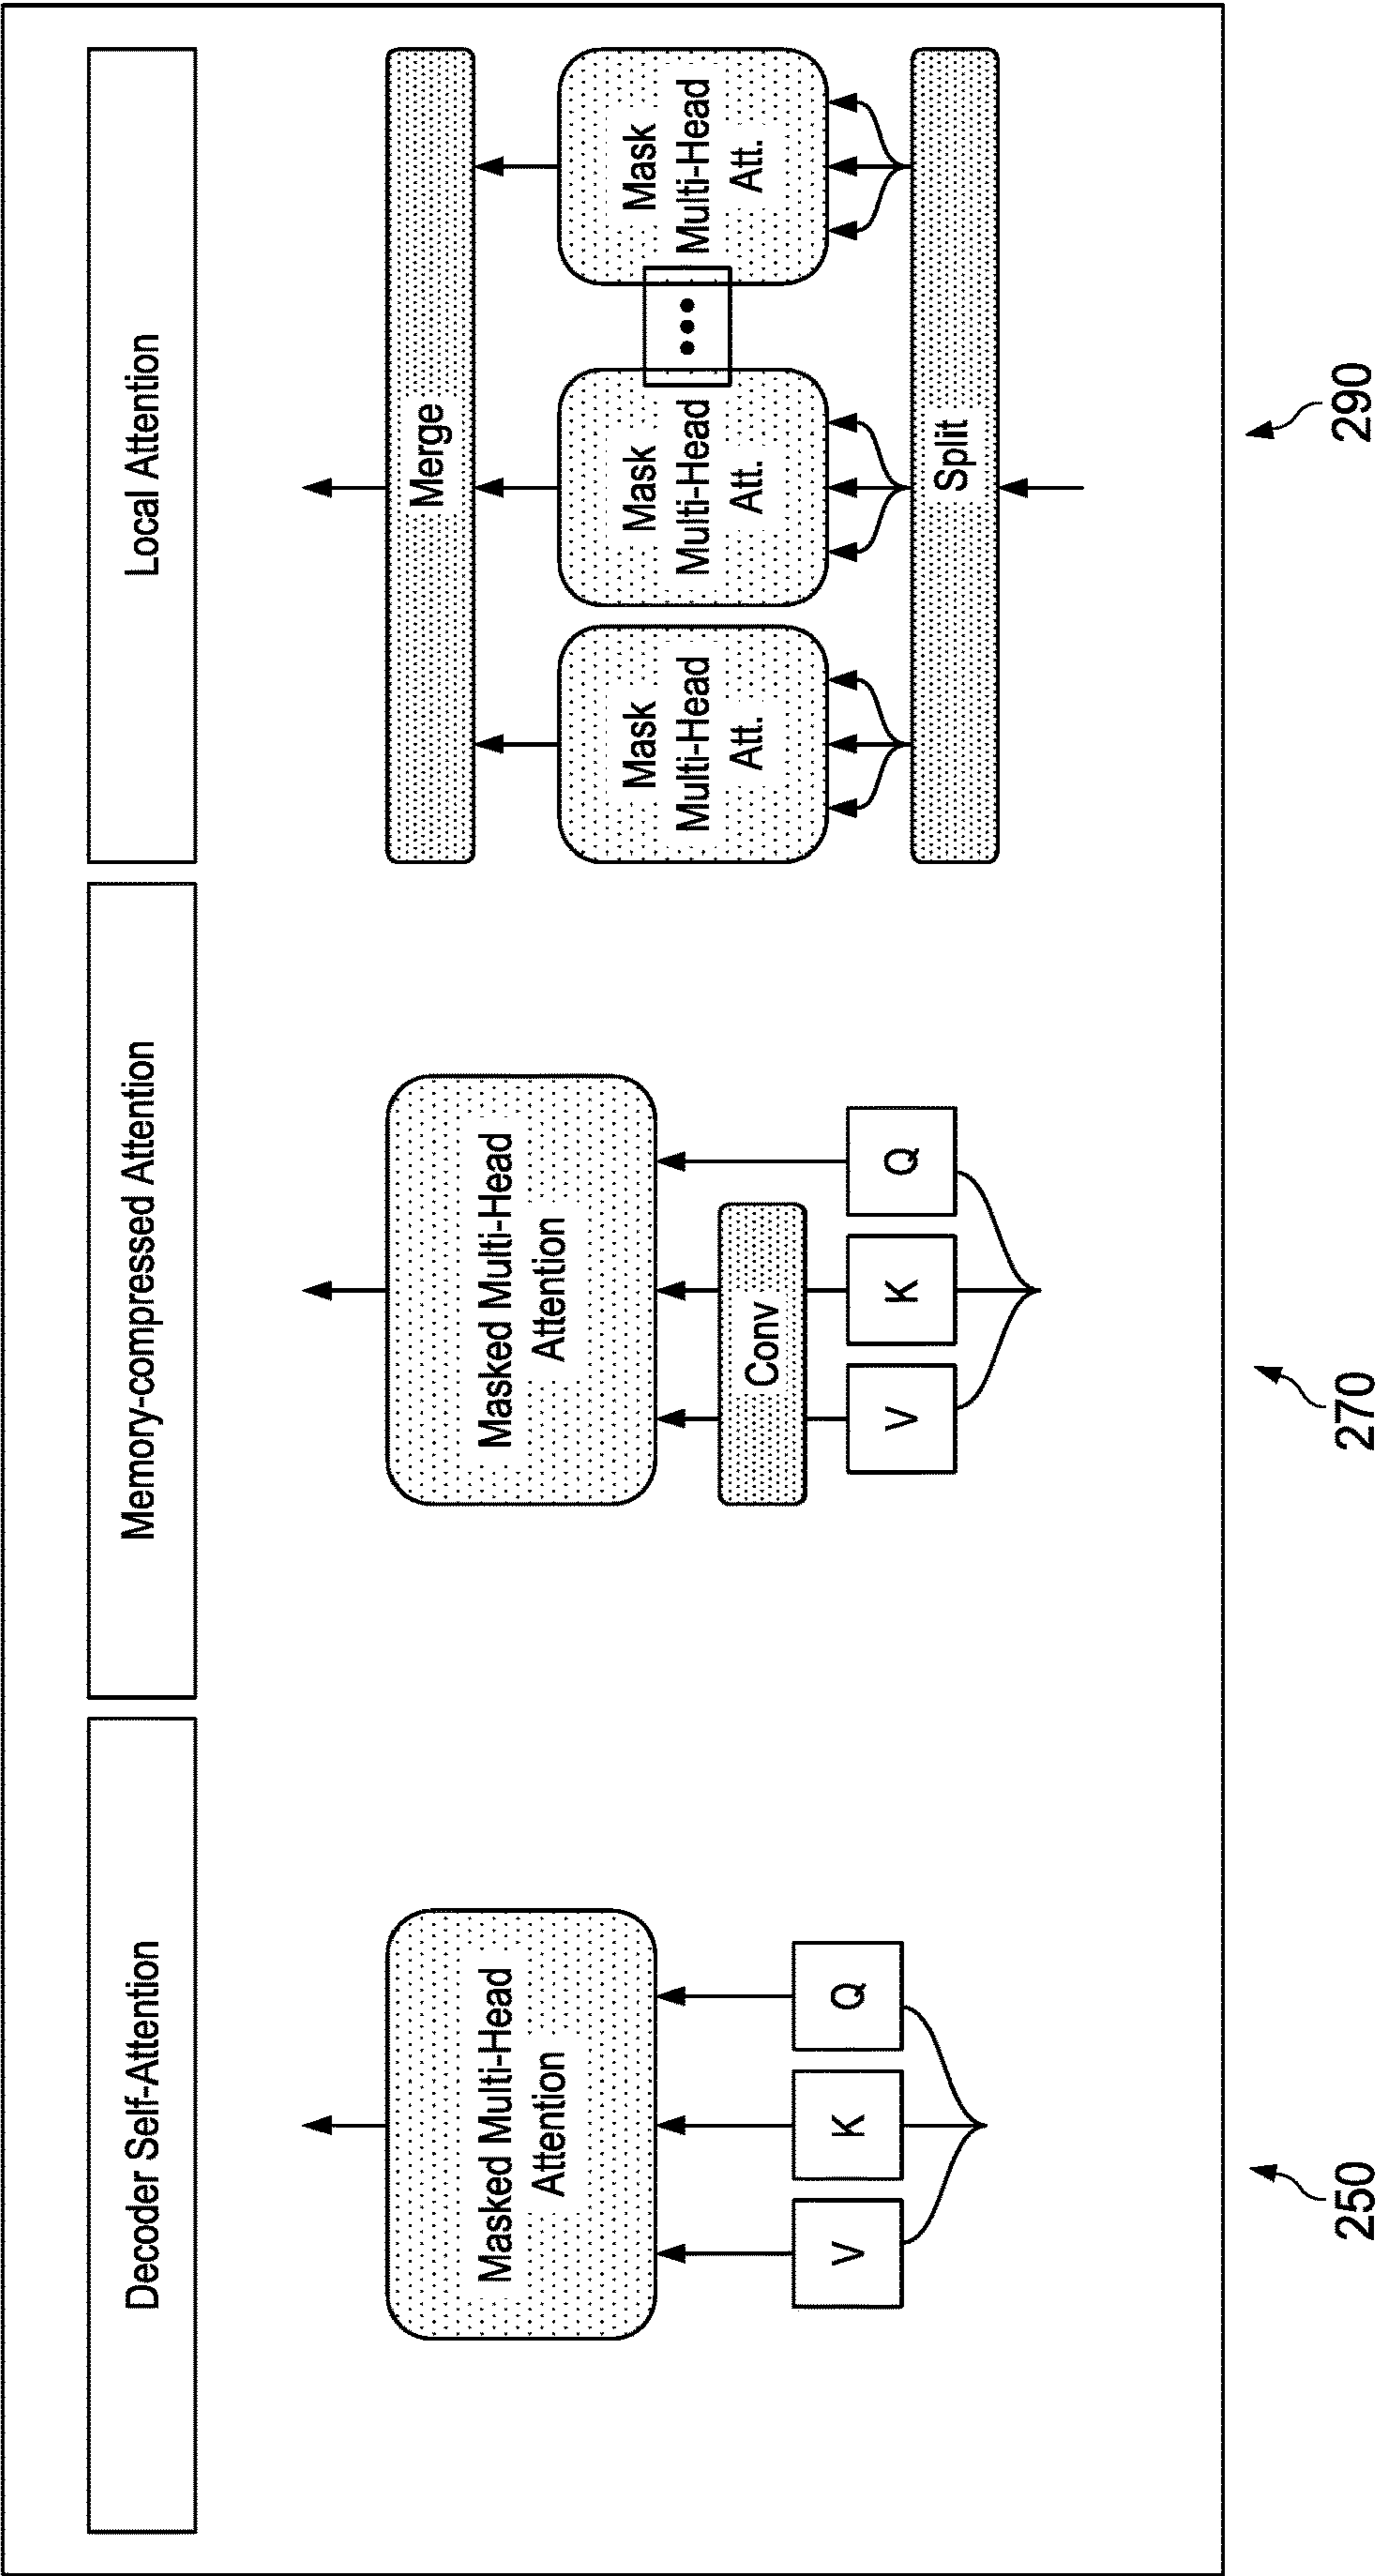 Decoder Self-Attention
Masked Multi-Head
Attention
V
K
Q
250
Memory-compressed Attention
Masked Multi-Head
Attention
Conv
V
K
Q
270
Local Attention
Merge
Mask
Multi-Head
Att.
Mask
Multi-Head
Att.
•••
Mask
Multi-Head
Att.
Split
290